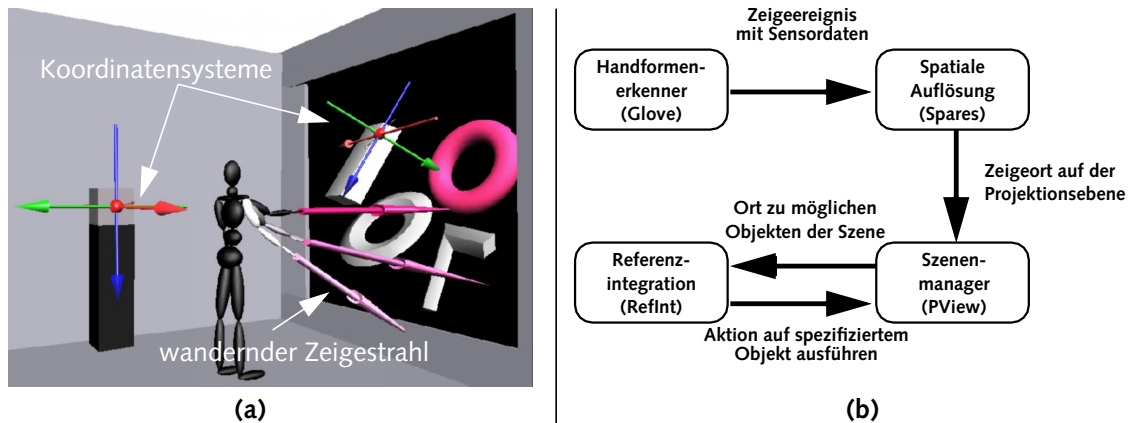 Koordinatensysteme
wandernder Zeigestrahl
(a)
Zeigeereignis
mit Sensordaten
Handformen-
erkenner
(Glove)
Spatiale
Auflösung
(Spares)
Zeigeort auf der
Projektionsebene
Ort zu möglichen
Objekten der Szene
Referenz-
integration
(RefInt)
Szenen-
manager
(PView)
Aktion auf spezifiziertem
Objekt ausführen
(b)